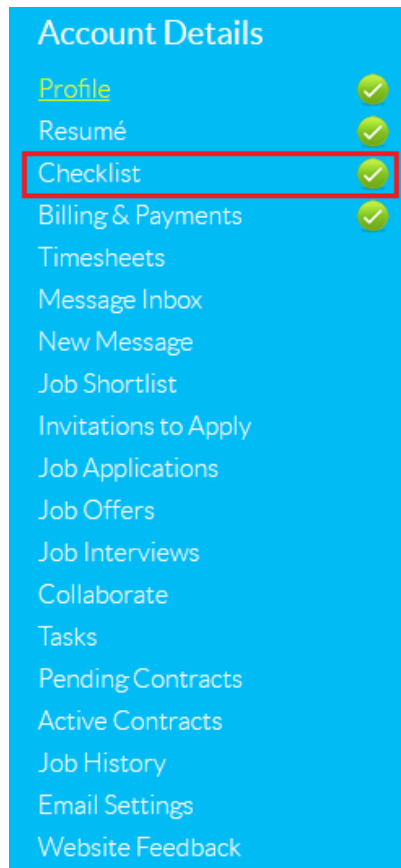 Account Details
Profile
Resumé
Checklist
Billing & Payments
Timesheets
Message Inbox
New Message
Job Shortlist
Invitations to Apply
Job Applications
Job Offers
Job Interviews
Collaborate
Tasks
Pending Contracts
Active Contracts
Job History
Email Settings
Website Feedback